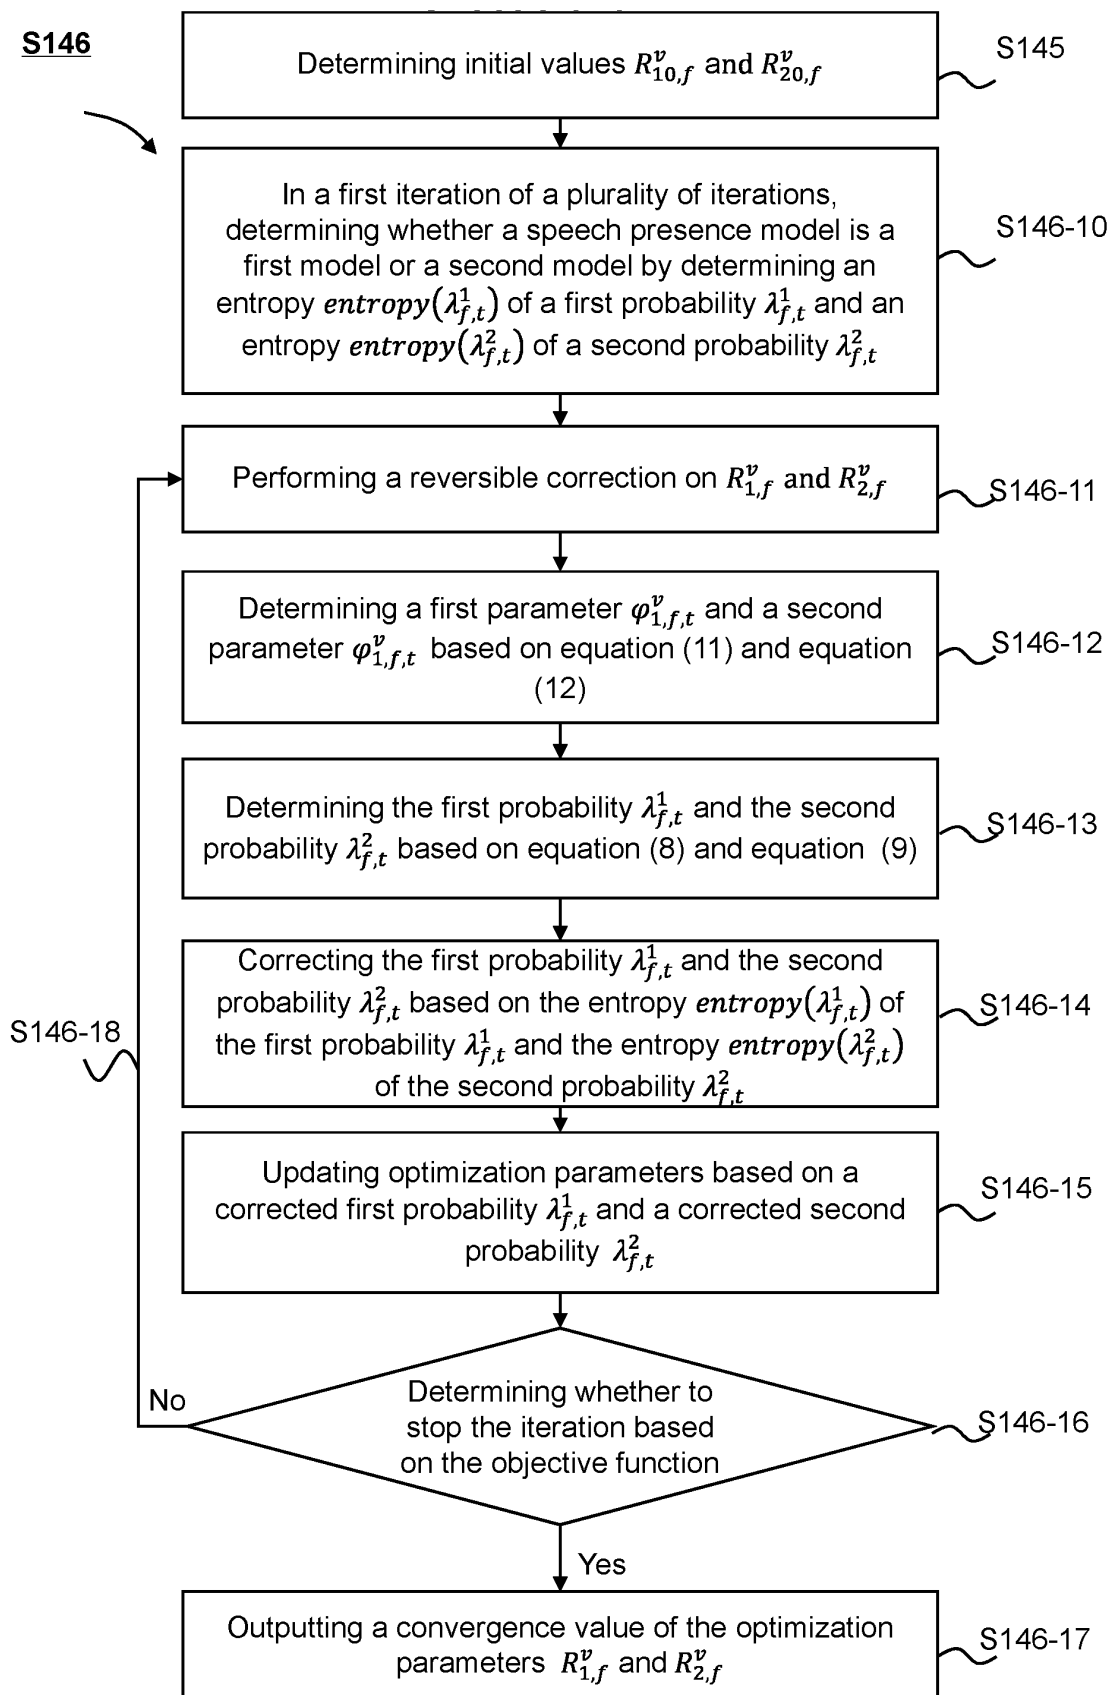 S146
Determining initial values R^v_{10,f} and R^v_{20,f}
S145
In a first iteration of a plurality of iterations,
determining whether a speech presence model is a
first model or a second model by determining an
entropy entropy(λ^1_{f,t}) of a first probability λ^1_{f,t} and an
entropy entropy(λ^2_{f,t}) of a second probability λ^2_{f,t}
S146-10
Performing a reversible correction on R^v_{1,f} and R^v_{2,f}
S146-11
Determining a first parameter φ^v_{1,f,t} and a second
parameter φ^v_{1,f,t} based on equation (11) and equation
(12)
S146-12
Determining the first probability λ^1_{f,t} and the second
probability λ^2_{f,t} based on equation (8) and equation (9)
S146-13
Correcting the first probability λ^1_{f,t} and the second
probability λ^2_{f,t} based on the entropy entropy(λ^1_{f,t}) of
the first probability λ^1_{f,t} and the entropy entropy(λ^2_{f,t})
of the second probability λ^2_{f,t}
S146-14
S146-18
Updating optimization parameters based on a
corrected first probability λ^1_{f,t} and a corrected second
probability λ^2_{f,t}
S146-15
No
Determining whether to
stop the iteration based
on the objective function
S146-16
Yes
Outputting a convergence value of the optimization
parameters R^v_{1,f} and R^v_{2,f}
S146-17